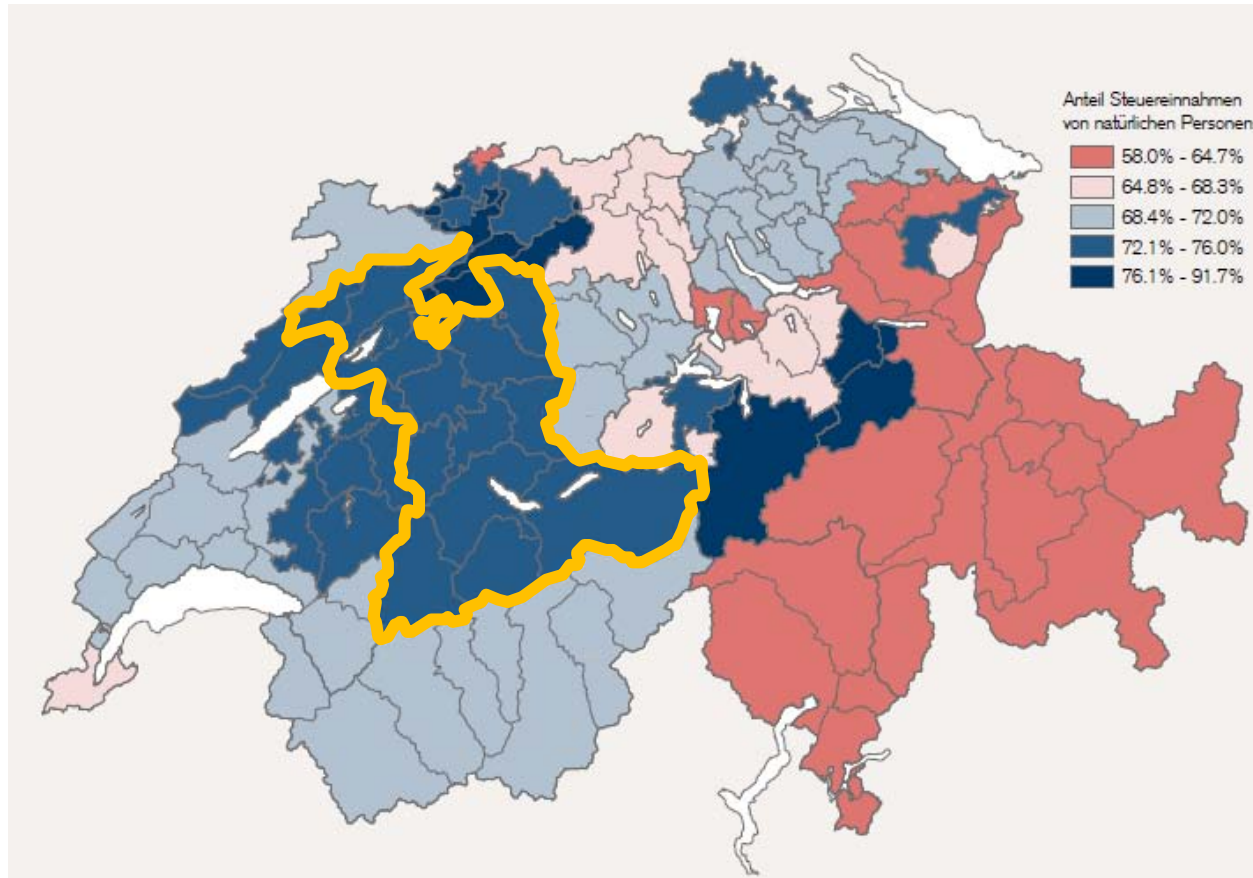 Anteil Steuereinnahmen
von natürlichen Personen
58.0% - 64.7%
64.8% - 68.3%
68.4% - 72.0%
72.1% - 76.0%
76.1% - 91.7%